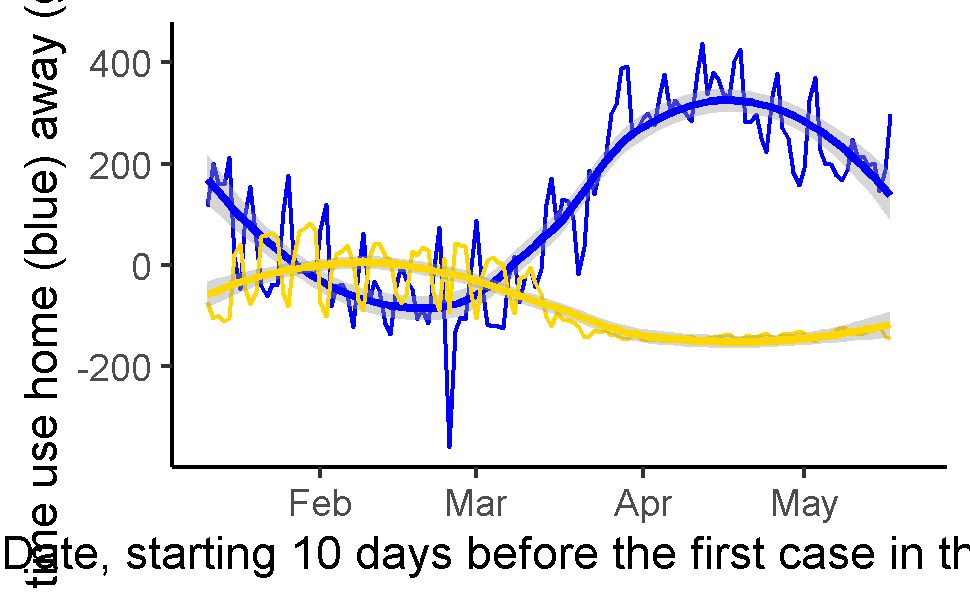 time use home (blue) away (
400
200
0
-200
Feb Mar Apr May
Date, starting 10 days before the first case in th